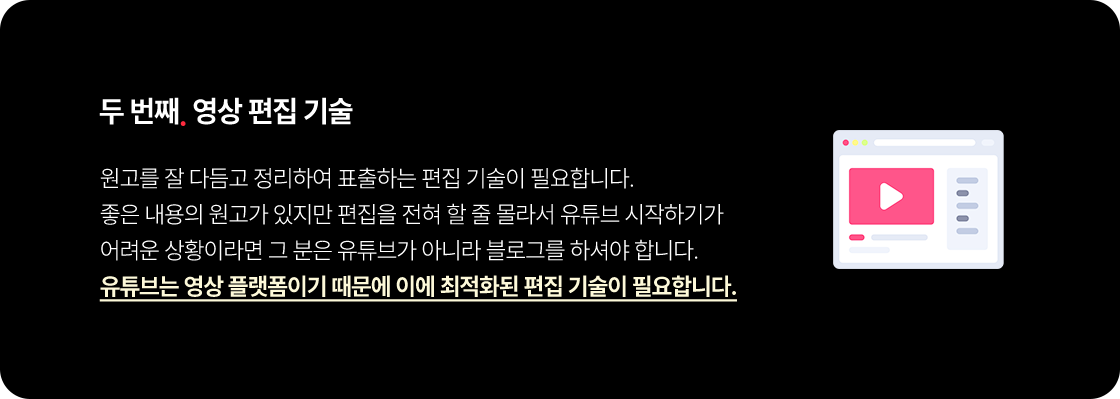 두 번째. 영상 편집 기술
원고를 잘 다듬고 정리하여 표출하는 편집 기술이 필요합니다.
좋은 내용의 원고가 있지만 편집을 전혀 할 줄 몰라서 유튜브 시작하기가
어려운 상황이라면 그 분은 유튜브가 아니라 블로그를 하셔야 합니다.
유튜브는 영상 플랫폼이기 때문에 이에 최적화된 편집 기술이 필요합니다.